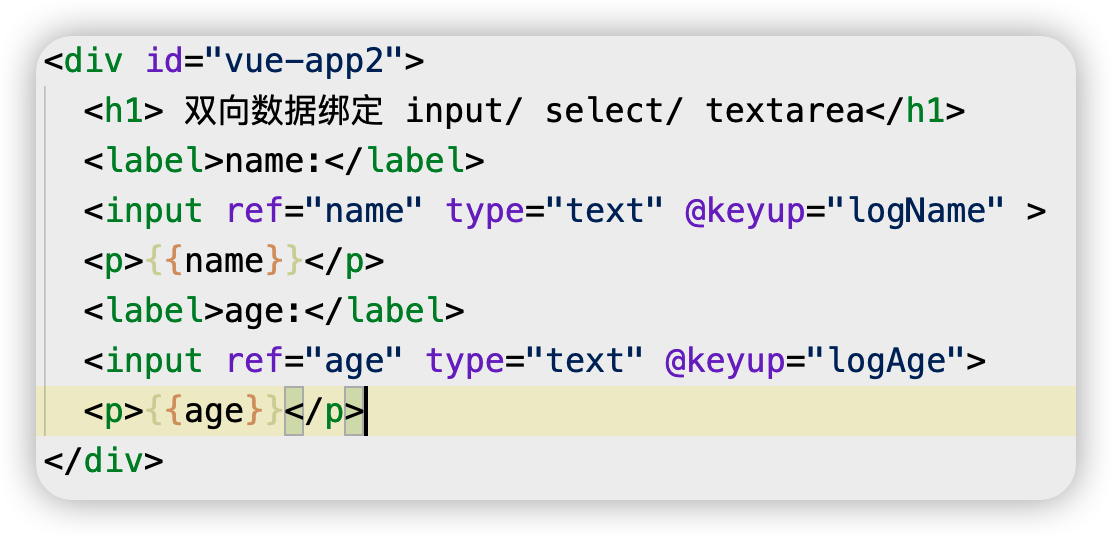 <div id="vue-app2">
<h1> 双向数据绑定 input/ select/ textarea</h1>
<label>name:</label>
<input ref="name" type="text" @keyup="logName" >
<p>{{name}}</p>
<label>age:</label>
<input ref="age" type="text" @keyup="logAge">
<p>{{age}}</p>
</div>